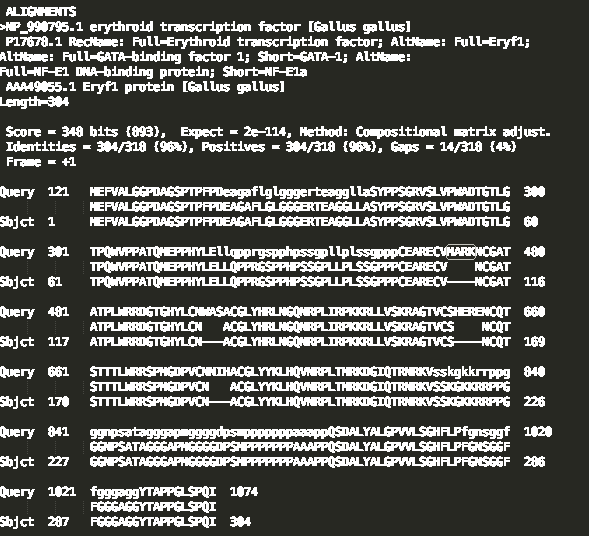 ALIGNMENTS
>NP_990795.1 erythroid transcription factor [Gallus gallus]
P17678.1 RecName: Full=Erythroid transcription factor; AltName: Full=Eryf1;
AltName: Full=GATA-binding factor 1; Short=GATA-1; AltName:
Full=NF-E1 DNA-binding protein; Short=NF-E1a
AAA49055.1 Eryf1 protein [Gallus gallus]
Length=304
Score = 348 bits (893), Expect = 2e-114, Method: Compositional matrix adjust.
Identities = 304/318 (96%), Positives = 304/318 (96%), Gaps = 14/318 (4%)
Frame = +1
Query 121 MEFVALGGPDAGSPTPFPDeagaflglgggerteaggllaSYPPSGRVSLVPWADTGTLG 300
MEFVALGGPDAGSPTPFPDEAGAFLGLGGGERTEAGGLLASYPPSGRVSLVPWADTGTLG
Sbjct 1 MEFVALGGPDAGSPTPFPDEAGAFLGLGGGERTEAGGLLASYPPSGRVSLVPWADTGTLG 60
Query 301 TPQWVPPATQMEPPHYLEllqpprgspphpssgpllplssgpppCEARECVMARKNCGAT 480
TPQWVPPATQMEPPHYLELLQPPRGSPPHPSSGPLLPLSSGPPPCEARECV    NCGAT
Sbjct 61 TPQWVPPATQMEPPHYLELLQPPRGSPPHPSSGPLLPLSSGPPPCEARECV----NCGAT 116
Query 481 ATPLWRRDGTGHYLCNWASACGLYHRLNGQNRPLIRPKKRLLVSKRAGTVCSHERENCQT 660
ATPLWRRDGTGHYLCN   ACGLYHRLNGQNRPLIRPKKRLLVSKRAGTVCS    NCQT
Sbjct 117 ATPLWRRDGTGHYLCN---ACGLYHRLNGQNRPLIRPKKRLLVSKRAGTVCS----NCQT 169
Query 661 STTTLWRRSPMGDPVCNNIHACGLYYKLHQVNRPLTMRKDGIQTRNRKVsskgkkrrppg 840
STTTLWRRSPMGDPVCN   ACGLYYKLHQVNRPLTMRKDGIQTRNRKVSSKGKKRRPPG
Sbjct 170 STTTLWRRSPMGDPVCN---ACGLYYKLHQVNRPLTMRKDGIQTRNRKVSSKGKKRRPPG 226
Query 841 ggnpsatagggapmggggdpsmpppppppaaappQSDALYALGPVVLSGHFLPfgnsggf 1020
GGNPSATAGGGAPMGGGGDPSMPPPPPPPAAAPPQSDALYALGPVVLSGHFLPFGNSGGF
Sbjct 227 GGNPSATAGGGAPMGGGGDPSMPPPPPPPAAAPPQSDALYALGPVVLSGHFLPFGNSGGF 286
Query 1021 fgggaggYTAPPGLSPQI 1074
FGGGAGGYTAPPGLSPQI
Sbjct 287 FGGGAGGYTAPPGLSPQI 304